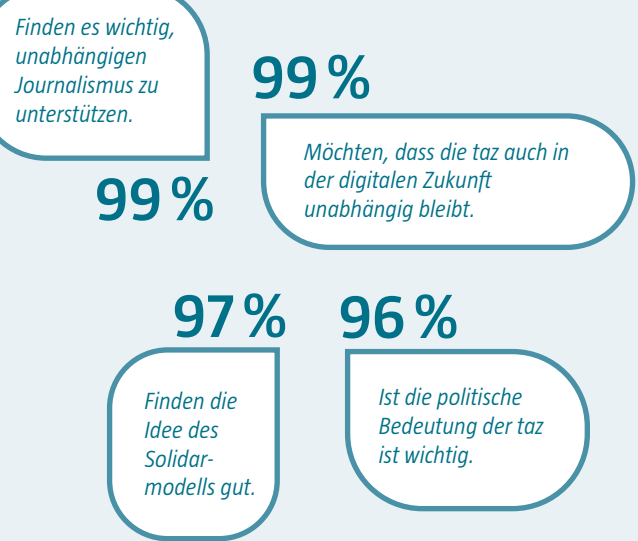 Finden es wichtig,
unabhängigen
Journalismus zu
unterstützen.
99 %
99 %
Möchten, dass die taz auch in
der digitalen Zukunft
unabhängig bleibt.
97 %
Finden die
Idee des
Solidar-
modells gut.
96 %
Ist die politische
Bedeutung der taz
ist wichtig.